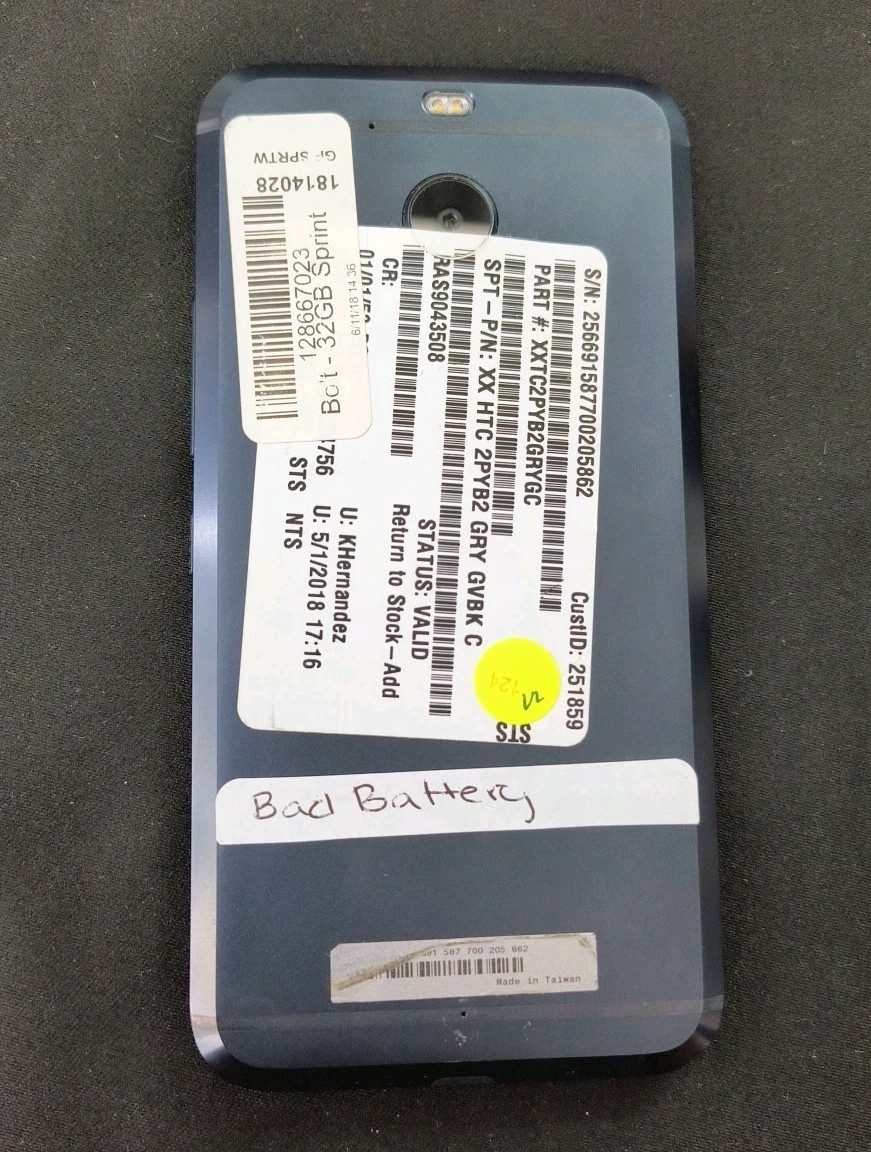 GF SPRTW
1814028
128667023
- 32GB Sprint
6/11/18 14:36
S/N: 256691587700205862
CustID: 251859
PART #: XXTC2PYB2GRYGC
SPT-P/N: XX HTC 2PYB2 GRY GVBK C
STS
RAS9043508
STATUS: VALID
CR:
Return to Stock-Add
U: KHernandez
756
U: 5/1/2018 17:16
STS NTS
124
Bad Battery
587 700 205 862
Made in Taiwan